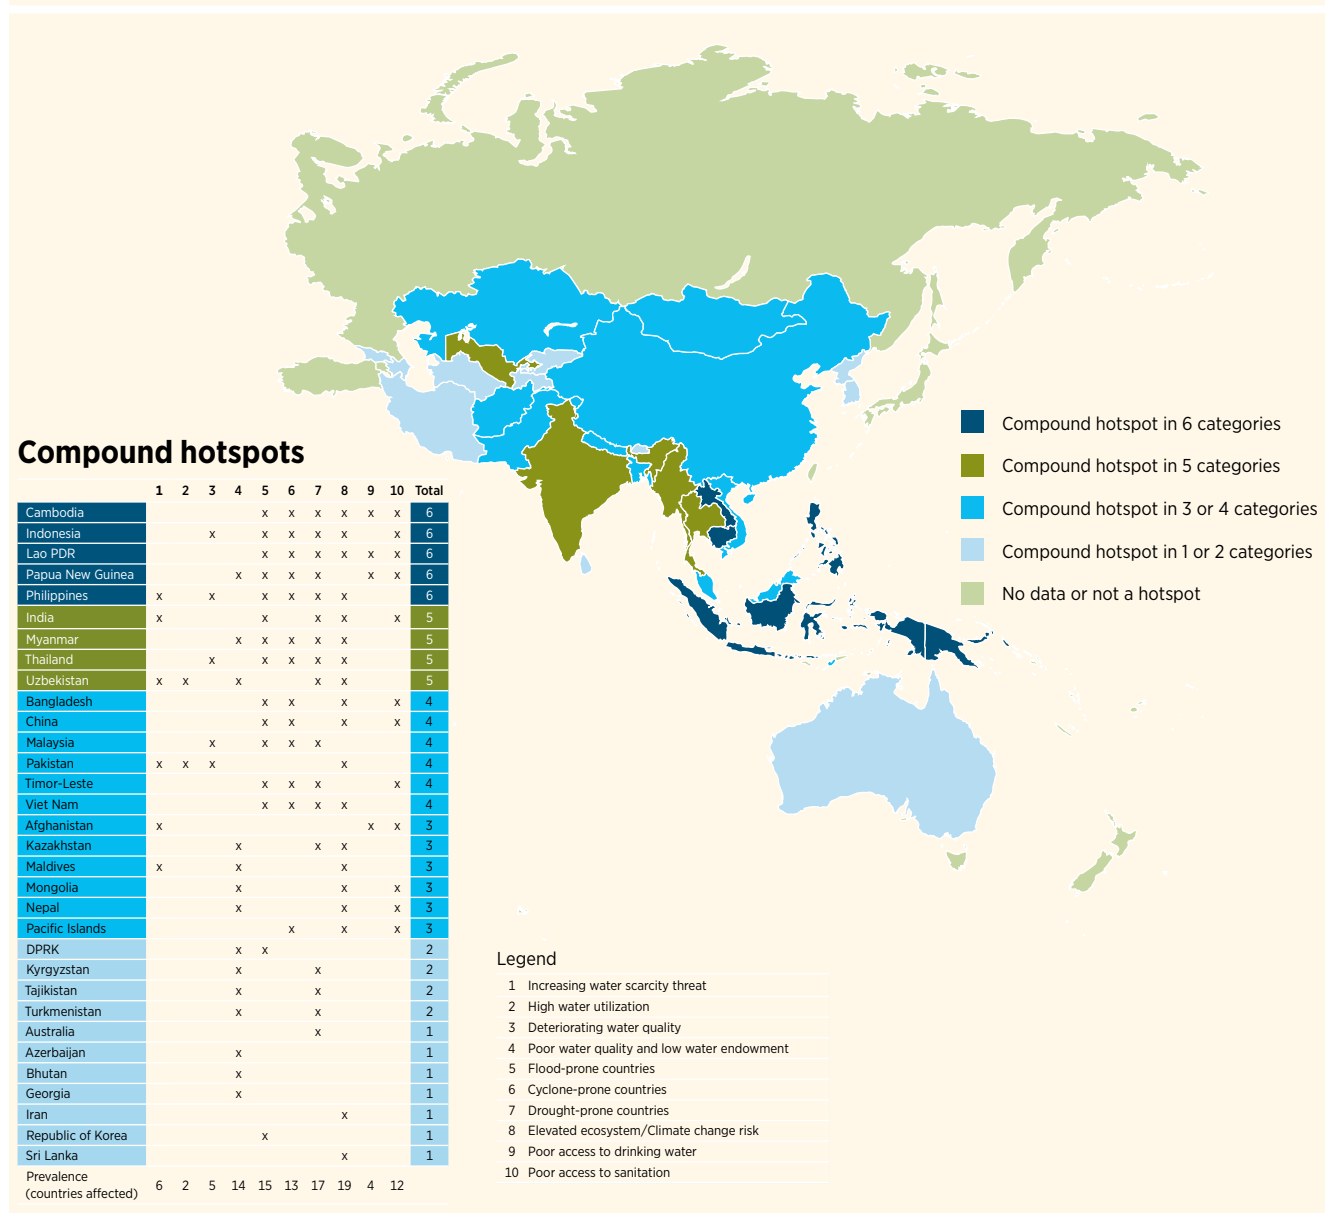 Compound hotspots in 6 categories
Compound hotspot in 5 categories
Compound hotspot in 3 or 4 categories
Compound hotspot in 1 or 2 categories
No data or not a hotspot
Compound hotspots
1 2 3 4 5 6 7 8 9 10 Total
Cambodia x x x x x x 6
Indonesia x x x x x x 6
Lao PDR x x x x x x 6
Papua New Guinea x x x x x x 6
Philippines x x x x x x 6
India x x x x x 5
Myanmar x x x x x 5
Thailand x x x x x 5
Uzbekistan x x x x x 5
Bangladesh x x x x 4
China x x x x 4
Malaysia x x x x 4
Pakistan x x x x 4
Timor-Leste x x x x 4
Viet Nam x x x x 4
Afghanistan x x x 3
Kazakhstan x x x 3
Maldives x x x 3
Mongolia x x x 3
Nepal x x x 3
Pacific Islands x x x 3
DPRK x x 2
Kyrgyzstan x x 2
Tajikistan x x 2
Turkmenistan x x 2
Australia x 1
Azerbaijan x 1
Bhutan x 1
Georgia x 1
Iran x 1
Republic of Korea x 1
Sri Lanka x 1
Prevalence
(countries affected) 6 2 5 14 15 13 17 19 4 12
Legend
1 Increasing water scarcity threat
2 High water utilization
3 Deteriorating water quality
4 Poor water quality and low water endowment
5 Flood-prone countries
6 Cyclone-prone countries
7 Drought-prone countries
8 Elevated ecosystem/Climate change risk
9 Poor access to drinking water
10 Poor access to sanitation